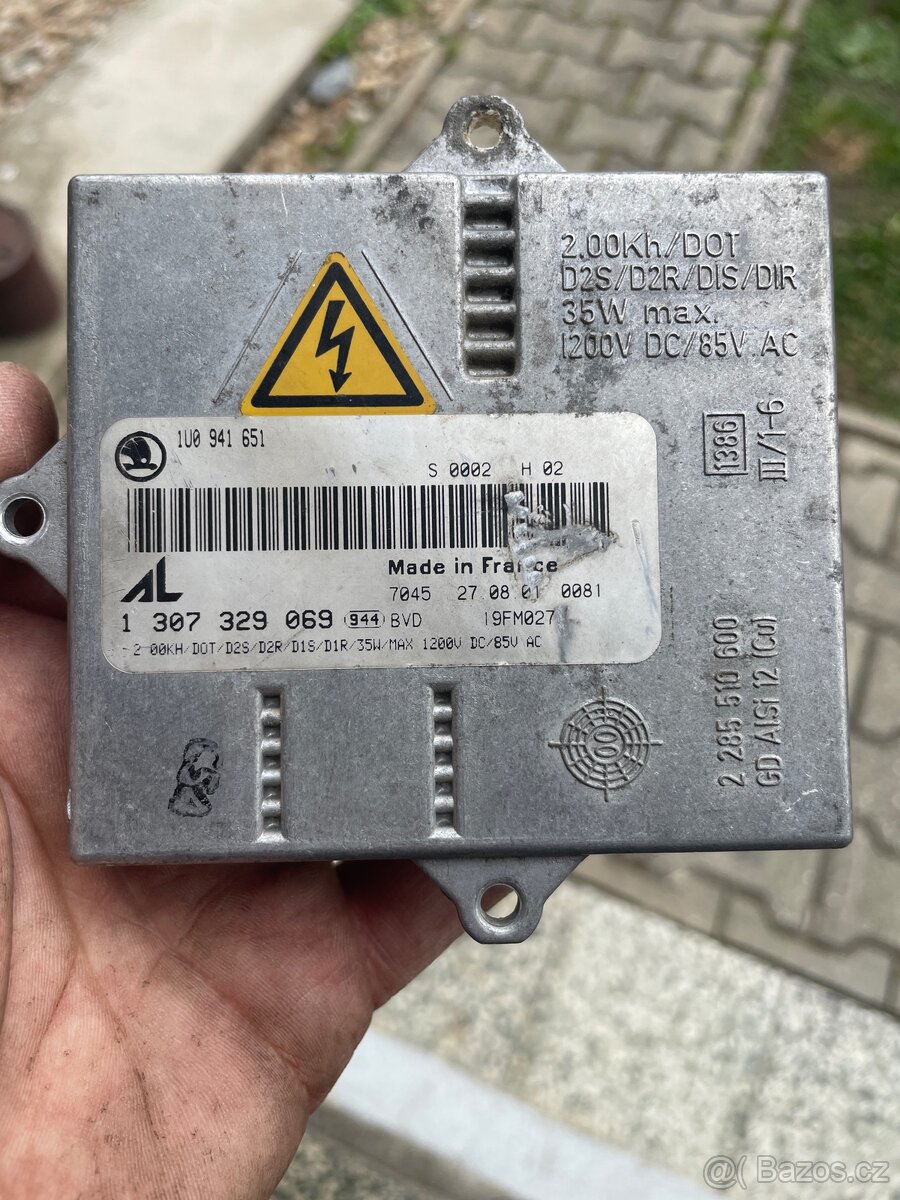 2.00Kh/DOT
D2S/D2R/D1S/D1R
35W max.
1200V DC/85V AC
1386
III/1-6
1U0 941 651
S 0002 H 02
Made in France
AL
7045 27.08.01 0081
1 307 329 069 944 BVD 19FM027
2 00KH/DOT/D2S/D2R/D1S/D1R/35W/MAX 1200V DC/85V AC
00
2 285 510 600
GD AlSi 12 (Cu)
@( Bazos.cz